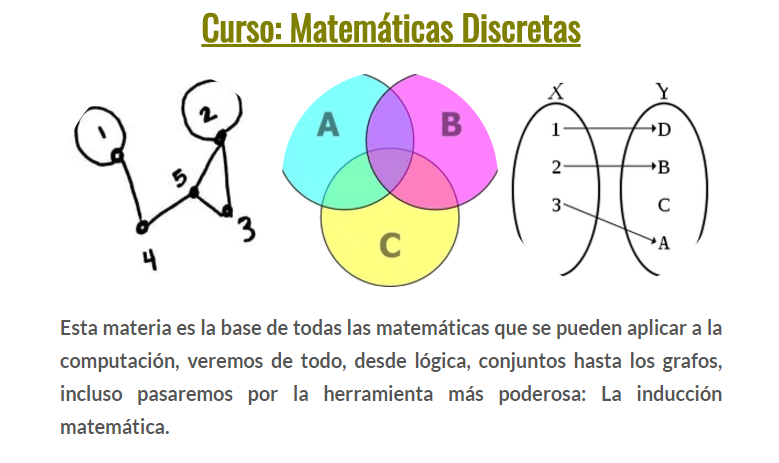 Curso: Matemáticas Discretas
1
2
5
3
4
A
B
C
X
Y
1
D
2
B
3
C
A
Esta materia es la base de todas las matemáticas que se pueden aplicar a la
computación, veremos de todo, desde lógica, conjuntos hasta los grafos,
incluso pasaremos por la herramienta más poderosa: La inducción
matemática.